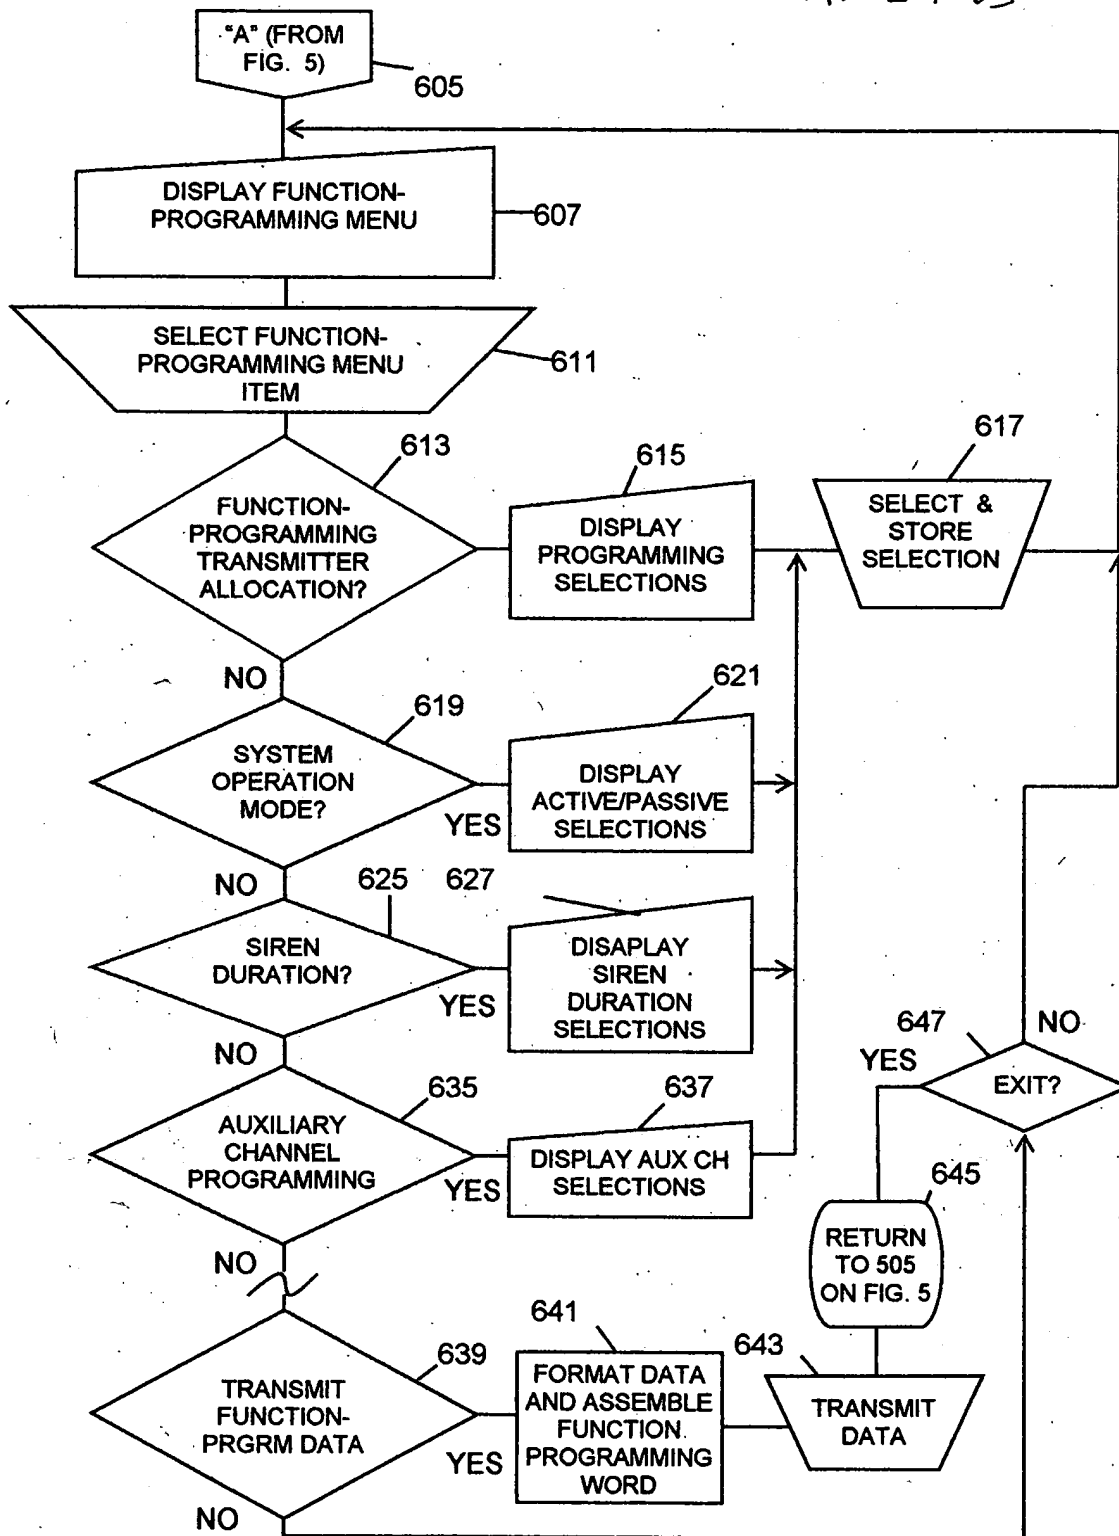 "A" (FROM
FIG. 5)
605
DISPLAY FUNCTION-
PROGRAMMING MENU
607
SELECT FUNCTION-
PROGRAMMING MENU
ITEM
611
613
FUNCTION-
PROGRAMMING
TRANSMITTER
ALLOCATION?
615
DISPLAY
PROGRAMMING
SELECTIONS
617
SELECT &
STORE
SELECTION
NO
619
SYSTEM
OPERATION
MODE?
YES
621
DISPLAY
ACTIVE/PASSIVE
SELECTIONS
NO
625
627
SIREN
DURATION?
YES
DISAPLAY
SIREN
DURATION
SELECTIONS
NO
635
AUXILIARY
CHANNEL
PROGRAMMING
YES
637
DISPLAY AUX CH
SELECTIONS
647
NO
YES
EXIT?
645
RETURN
TO 505
ON FIG. 5
NO
639
TRANSMIT
FUNCTION-
PRGRM DATA
YES
641
FORMAT DATA
AND ASSEMBLE
FUNCTION
PROGRAMMING
WORD
643
TRANSMIT
DATA
NO